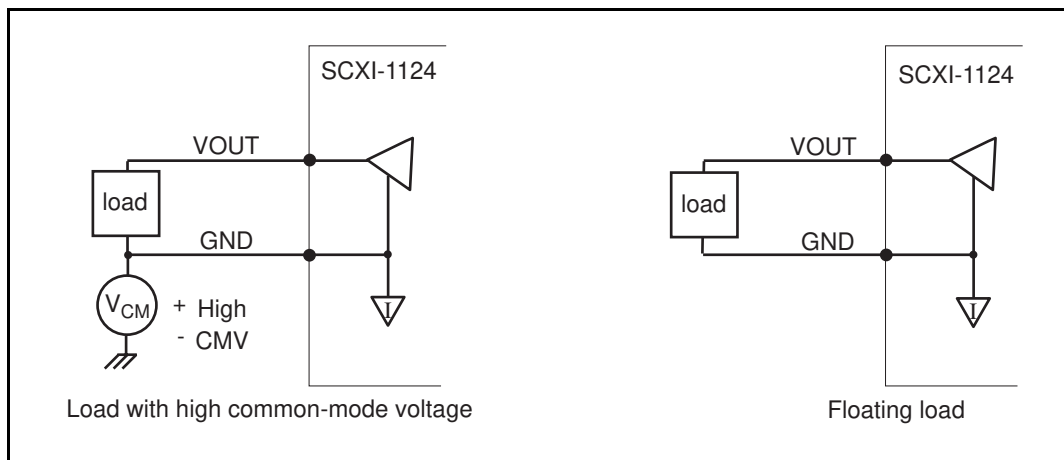 SCXI-1124
VOUT
load
GND
VCM
+ High
- CMV
I
Load with high common-mode voltage
SCXI-1124
VOUT
load
GND
I
Floating load